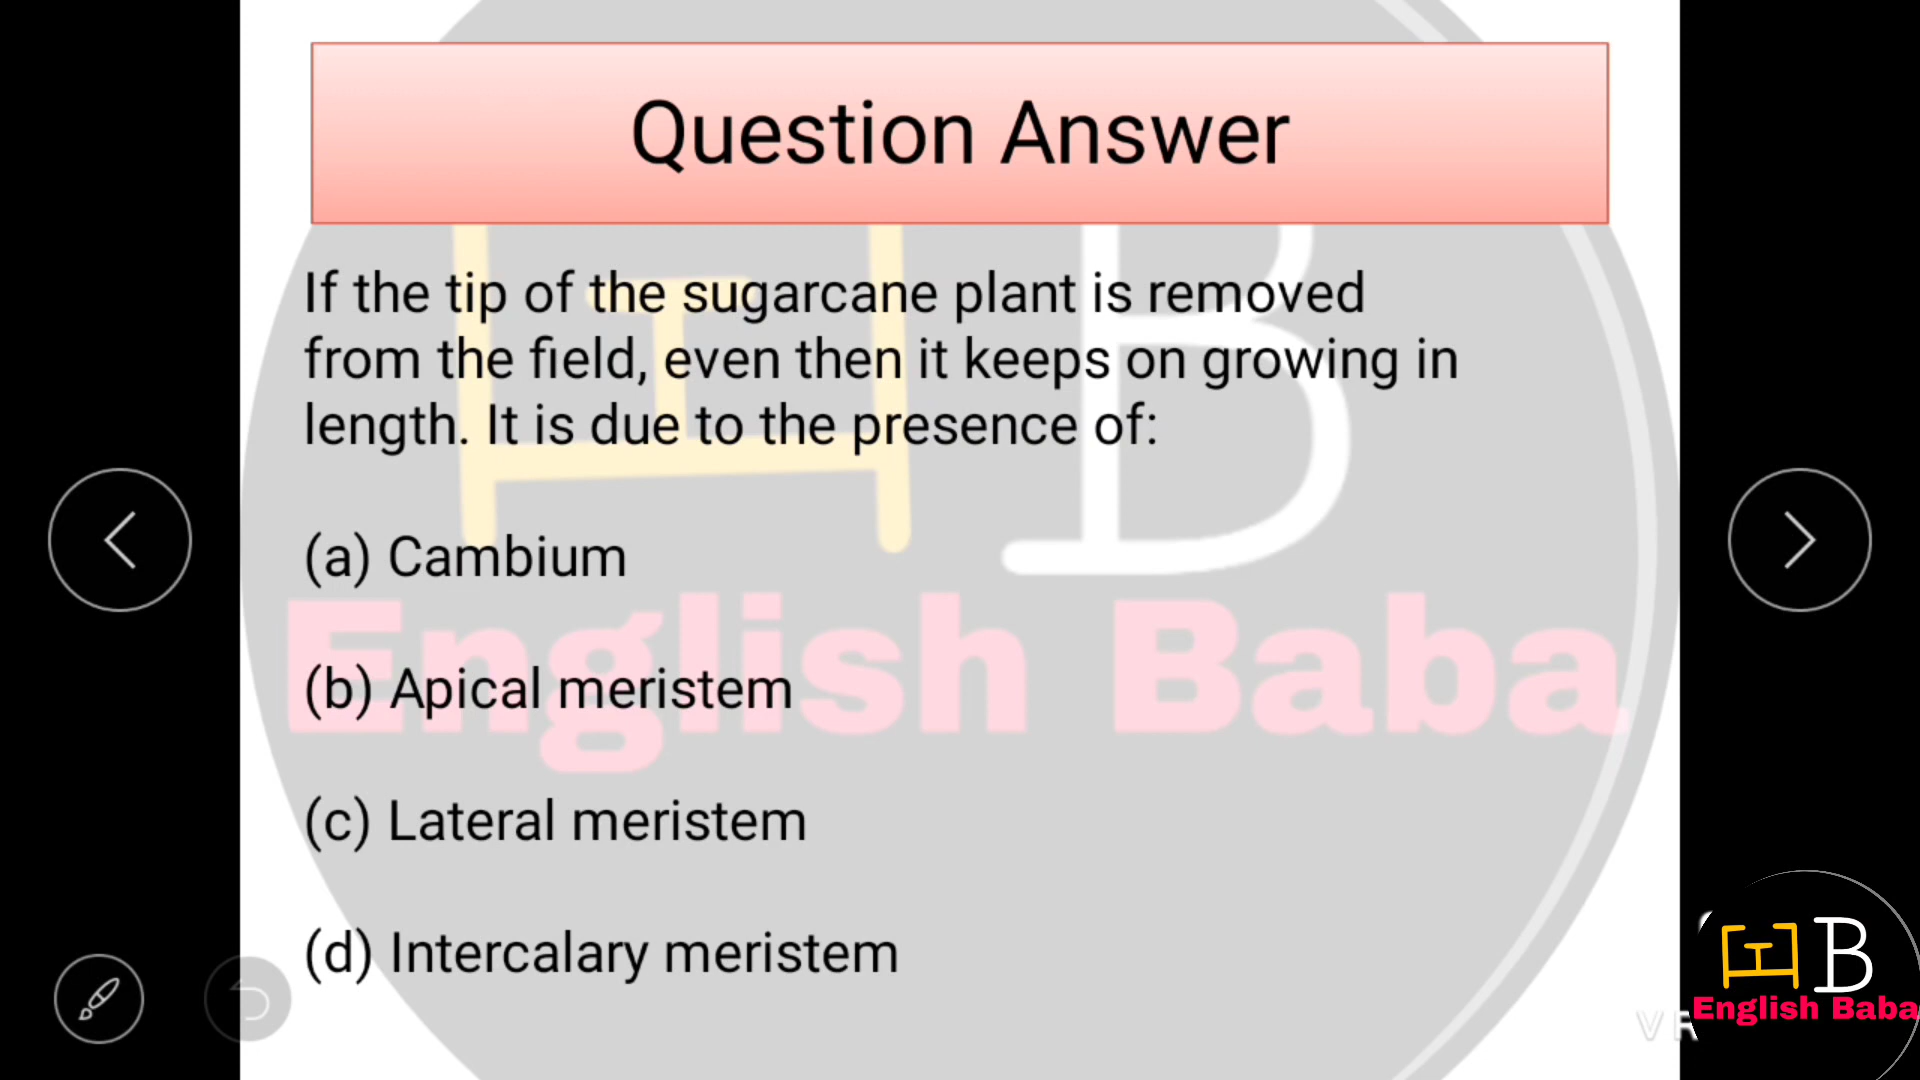 Question Answer
If the tip of the sugarcane plant is removed
from the field, even then it keeps on growing in
length. It is due to the presence of:
(a) Cambium
(b) Apical meristem
(c) Lateral meristem
(d) Intercalary meristem
English Baba
B
English Baba